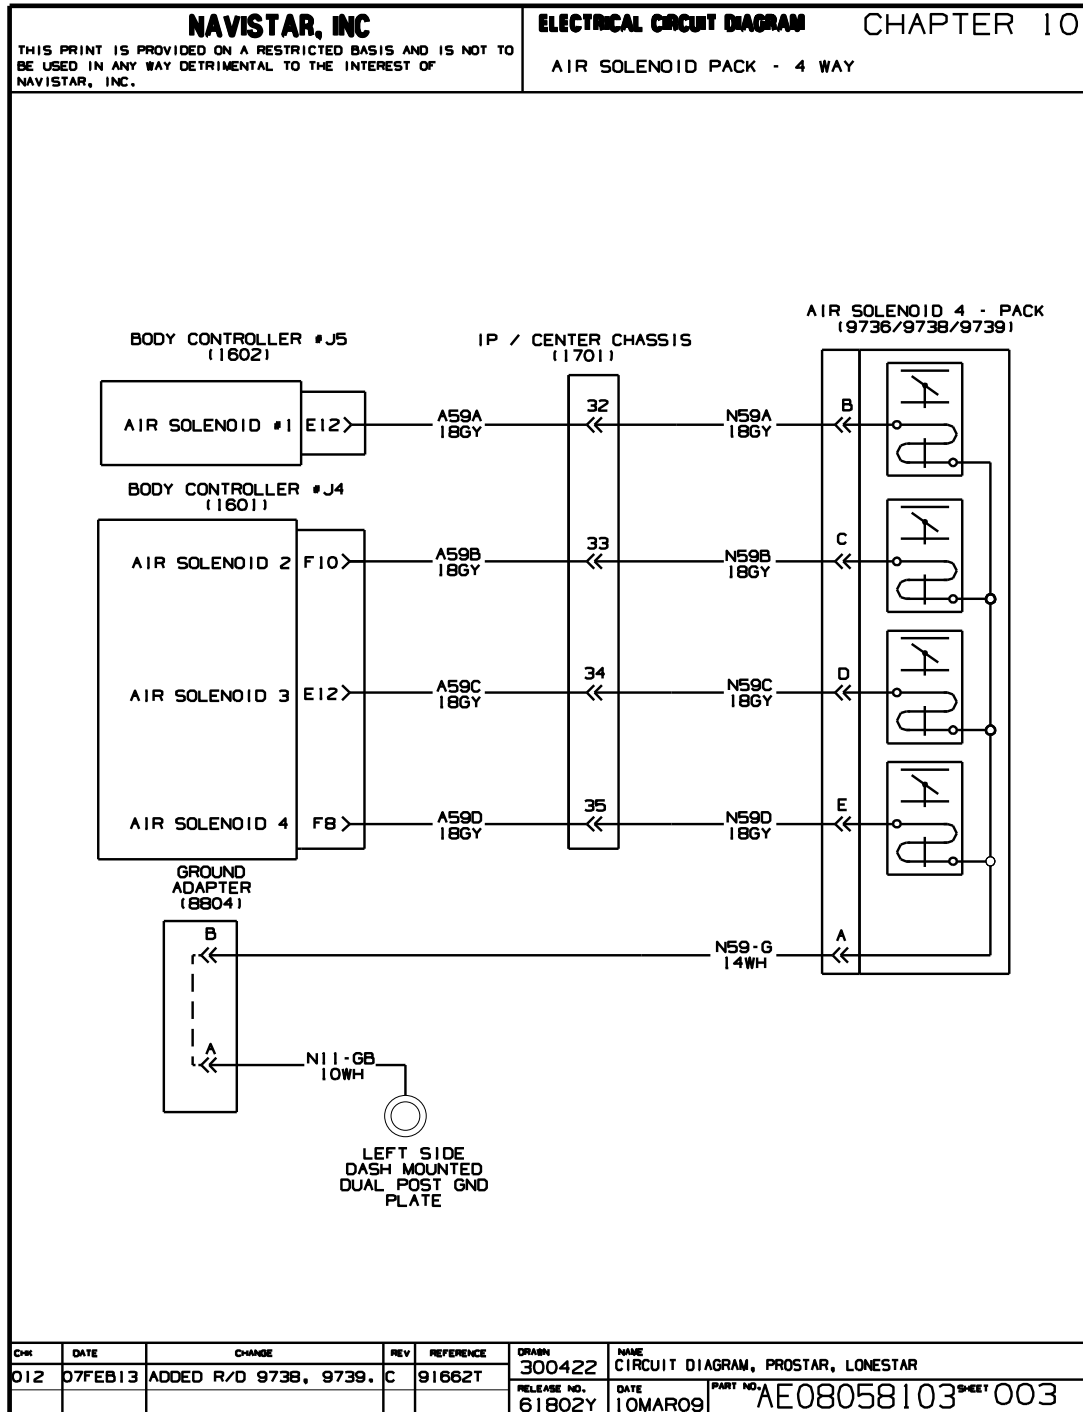 NAVISTAR, INC
THIS PRINT IS PROVIDED ON A RESTRICTED BASIS AND IS NOT TO
BE USED IN ANY WAY DETRIMENTAL TO THE INTEREST OF
NAVISTAR, INC.
ELECTRICAL CIRCUIT DIAGRAM
CHAPTER 10
AIR SOLENOID PACK - 4 WAY
AIR SOLENOID 4 - PACK
(9736/9738/9739)
BODY CONTROLLER #J5
(1602)
IP / CENTER CHASSIS
(1701)
AIR SOLENOID #1
E12
A59A
18GY
32
N59A
18GY
B
BODY CONTROLLER #J4
(1601)
AIR SOLENOID 2
F10
A59B
18GY
33
N59B
18GY
C
AIR SOLENOID 3
E12
A59C
18GY
34
N59C
18GY
D
AIR SOLENOID 4
F8
A59D
18GY
35
N59D
18GY
E
GROUND
ADAPTER
(8804)
B
N59-G
14WH
A
A
N11-GB
10WH
LEFT SIDE
DASH MOUNTED
DUAL POST GND
PLATE
CHK DATE CHANGE REV REFERENCE
012 07FEB13 ADDED R/D 9738, 9739. C 91662T
DRAWN
300422
NAME
CIRCUIT DIAGRAM, PROSTAR, LONESTAR
RELEASE NO.
61802Y
DATE
10MAR09
PART NO. AE08058103 SHEET 003